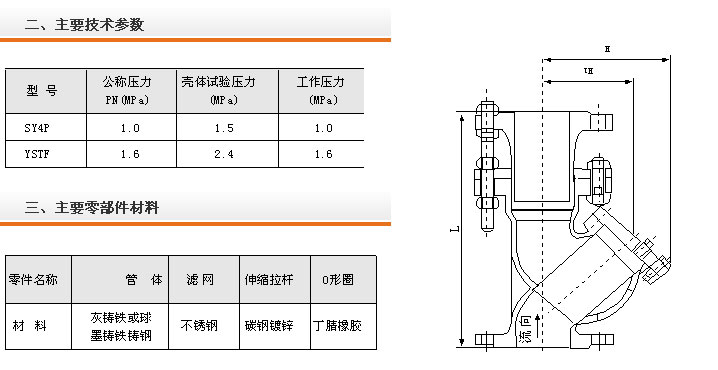 二、主要技术参数
型 号 公称压力 PN(MPa) 壳体试验压力 (MPa) 工作压力 (MPa)
SY4P 1.0 1.5 1.0
YSTF 1.6 2.4 1.6
三、主要零部件材料
零件名称 管 体 滤 网 伸缩拉杆 O形圈
材 料 灰铸铁或球墨铸铁铸钢 不锈钢 碳钢镀锌 丁腈橡胶
H
H1
L
流向